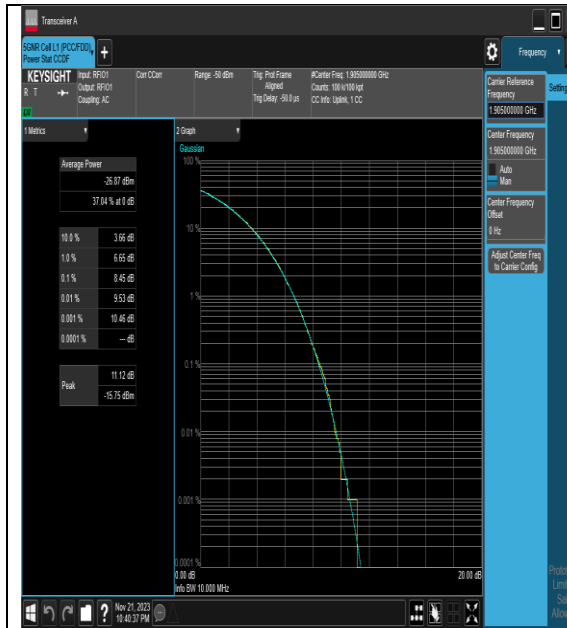 Transceiver A
5GNR Cell L1 (PCC/FDD)
Power Stat CCDF
Frequency
KEYSIGHT
R T
Input: RFIO1
Output: RFIO1
Coupling: AC
Corr CCorr
Range: -50 dBm
Trig: Prot Frame
Aligned
Trig Delay: -50.0 µs
#Center Freq: 1.905000000 GHz
Counts: 100 k/100 kpt
CC Info: Uplink, 1 CC
1 Metrics
Average Power
-26.87 dBm
37.04 % at 0 dB
10.0 % 3.66 dB
1.0 % 6.65 dB
0.1 % 8.45 dB
0.01 % 9.53 dB
0.001 % 10.46 dB
0.0001 % --- dB
Peak
11.12 dB
-15.75 dBm
2 Graph
Gaussian
100 %
10 %
1 %
0.1 %
0.01 %
0.001 %
0.0001 %
0.00 dB
20.00 dB
Info BW 10.000 MHz
Carrier Reference
Frequency
1.905000000 GHz
Center Frequency
1.905000000 GHz
Auto
Man
Center Frequency
Offset
0 Hz
Adjust Center Freq
to Carrier Config
Nov 21, 2023
10:40:37 PM